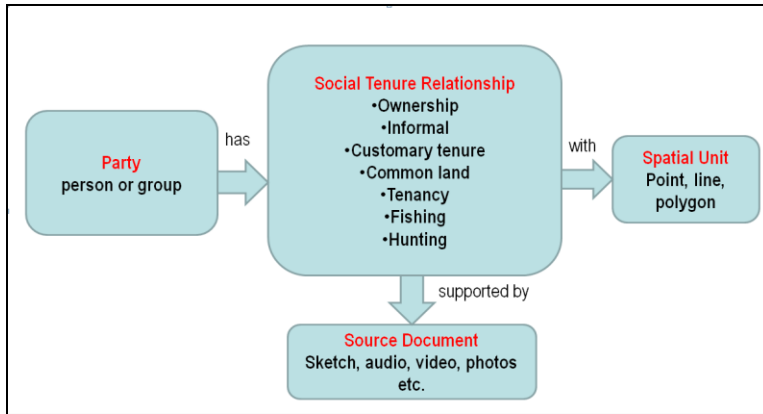 Party
person or group
has
Social Tenure Relationship
•Ownership
•Informal
•Customary tenure
•Common land
•Tenancy
•Fishing
•Hunting
with
Spatial Unit
Point, line,
polygon
supported by
Source Document
Sketch, audio, video, photos
etc.